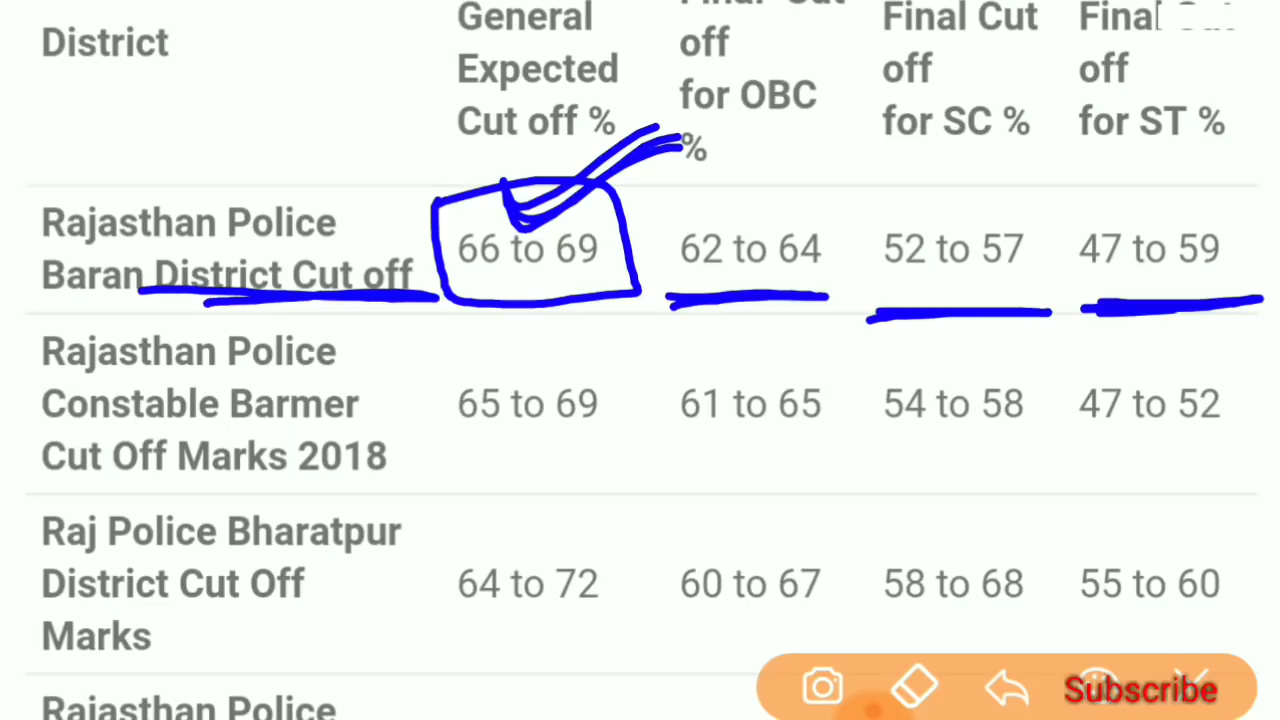 District
General
Expected
Cut off %
off
for OBC
%
Final Cut
off
for SC %
Final
off
for ST %
Rajasthan Police
Baran District Cut off
66 to 69
62 to 64
52 to 57
47 to 59
Rajasthan Police
Constable Barmer
Cut Off Marks 2018
65 to 69
61 to 65
54 to 58
47 to 52
Raj Police Bharatpur
District Cut Off
Marks
64 to 72
60 to 67
58 to 68
55 to 60
Rajasthan Police
Subscribe